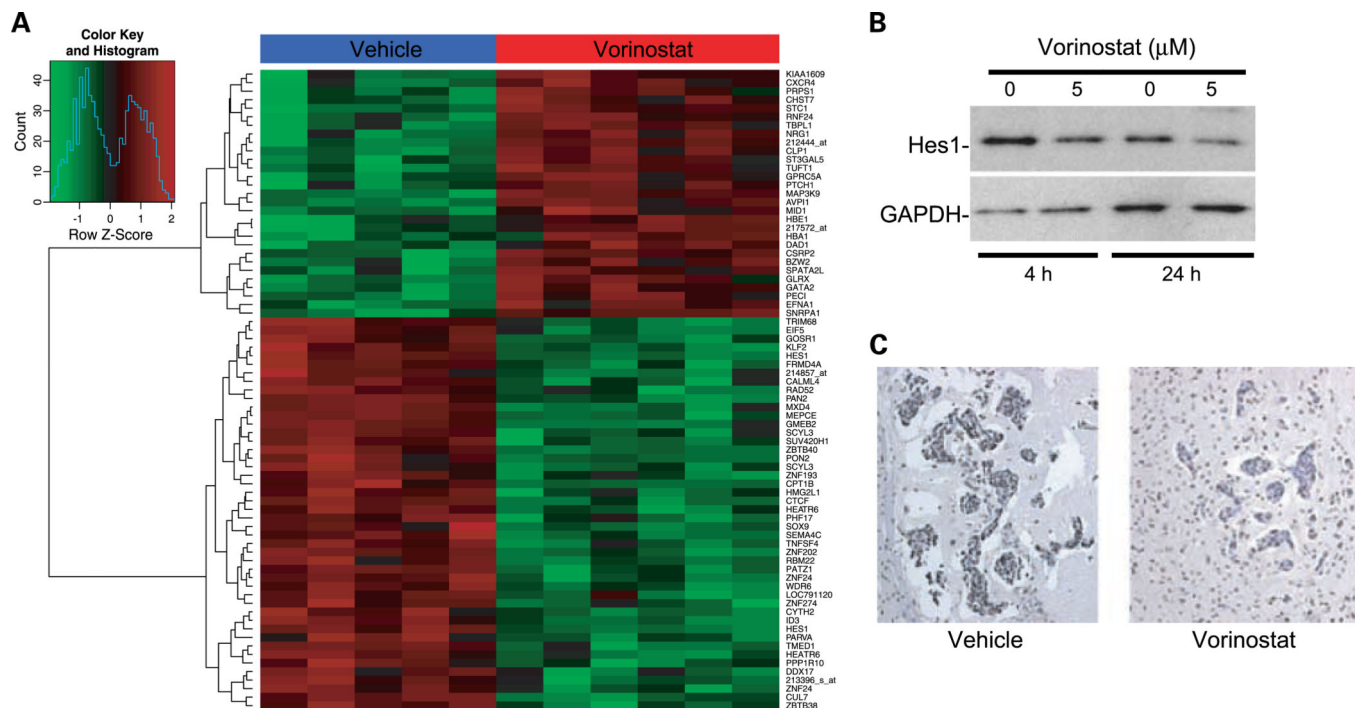 A
Color Key
and Histogram
Count
0 10 20 30 40
-1 0 1 2
Row Z-Score
Vehicle
Vorinostat
KIAA1609
CXCR4
PRPS1
CHST7
STC1
RNF24
TBPL1
NRG1
212444_at
CLP1
ST3GAL5
TUFT1
GPRC5A
PTCH1
MAP3K9
AVPI1
MID1
HBE1
217572_at
HBA1
DAD1
CSRP2
BZW2
SPATA2L
GLRX
GATA2
PECI
EFNA1
SNRPA1
TRIM68
EIF5
GOSR1
KLF2
HES1
FRMD4A
214857_at
CALML4
RAD52
PAN2
MXD4
MEPCE
GMEB2
SCYL3
SUV420H1
ZBTB40
PON2
SCYL3
ZNF193
CPT1B
HMG2L1
CTCF
HEATR6
PHF17
SOX9
SEMA4C
TNFSF4
ZNF202
RBM22
PATZ1
ZNF24
WDR6
LOC791120
ZNF274
CYTH2
ID3
HES1
PARVA
TMED1
HEATR6
PPP1R10
DDX17
213396_s_at
ZNF24
CUL7
ZBTB38
B
Vorinostat (μM)
0 5 0 5
Hes1-
GAPDH-
4 h 24 h
C
Vehicle
Vorinostat